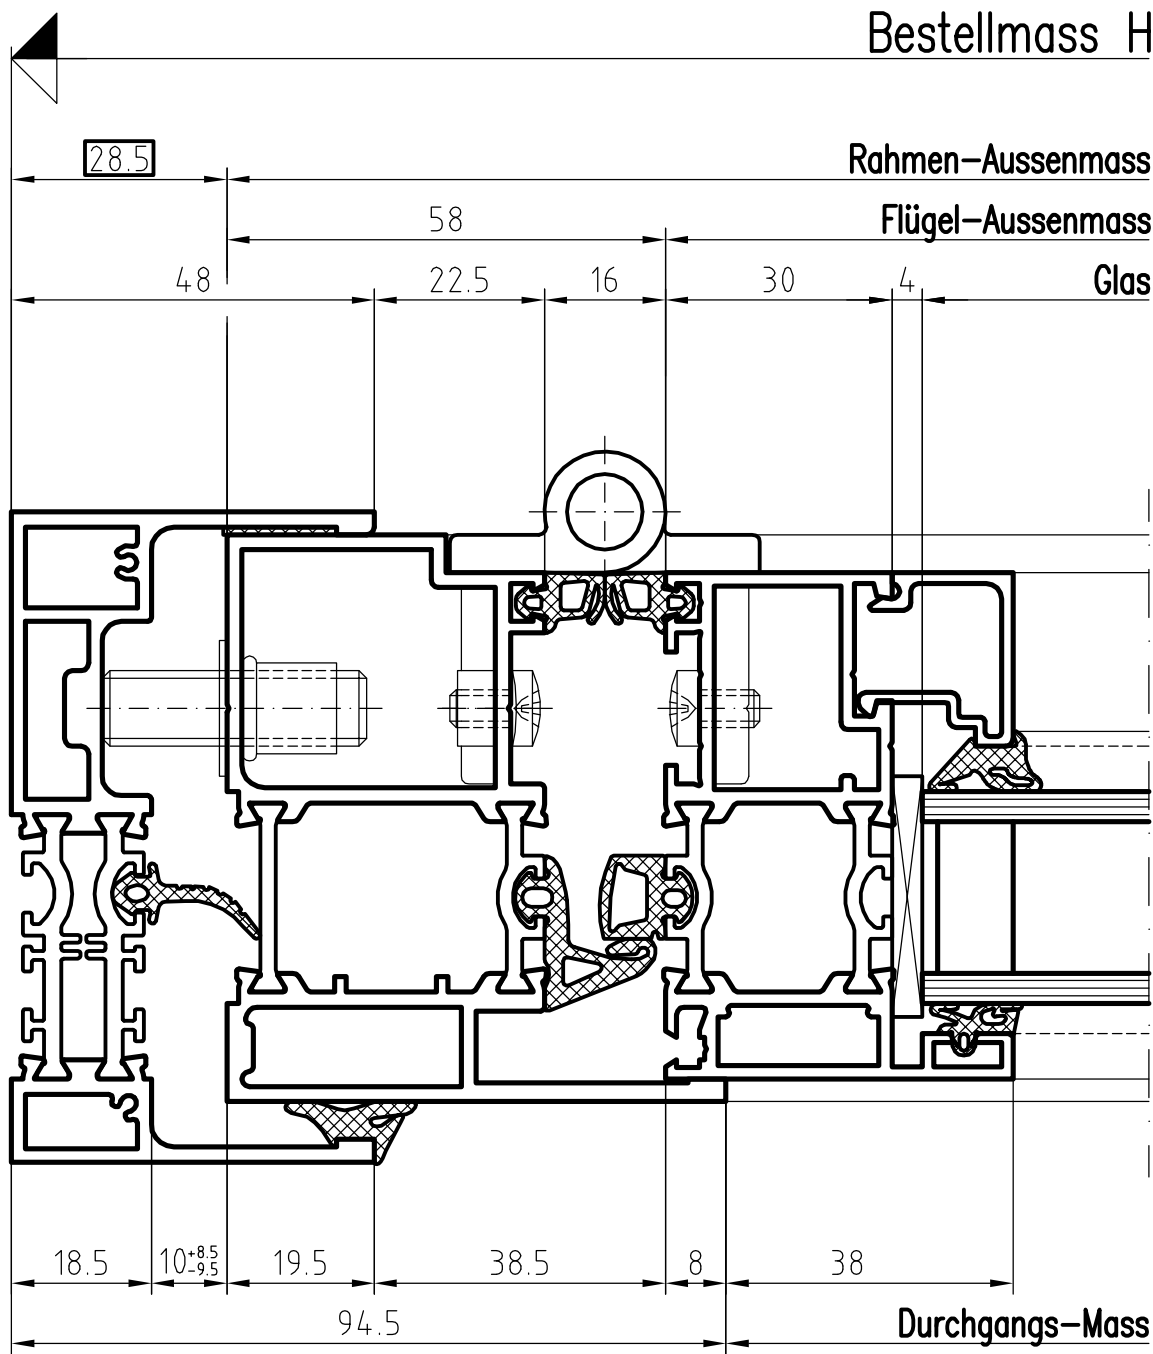 Bestellmass H
28.5 Rahmen-Aussenmass
58 Flügel-Aussenmass
48 22.5 16 30 4 Glas
18.5 10 +8.5 -9.5 19.5 38.5 8 38
94.5 Durchgangs-Mass